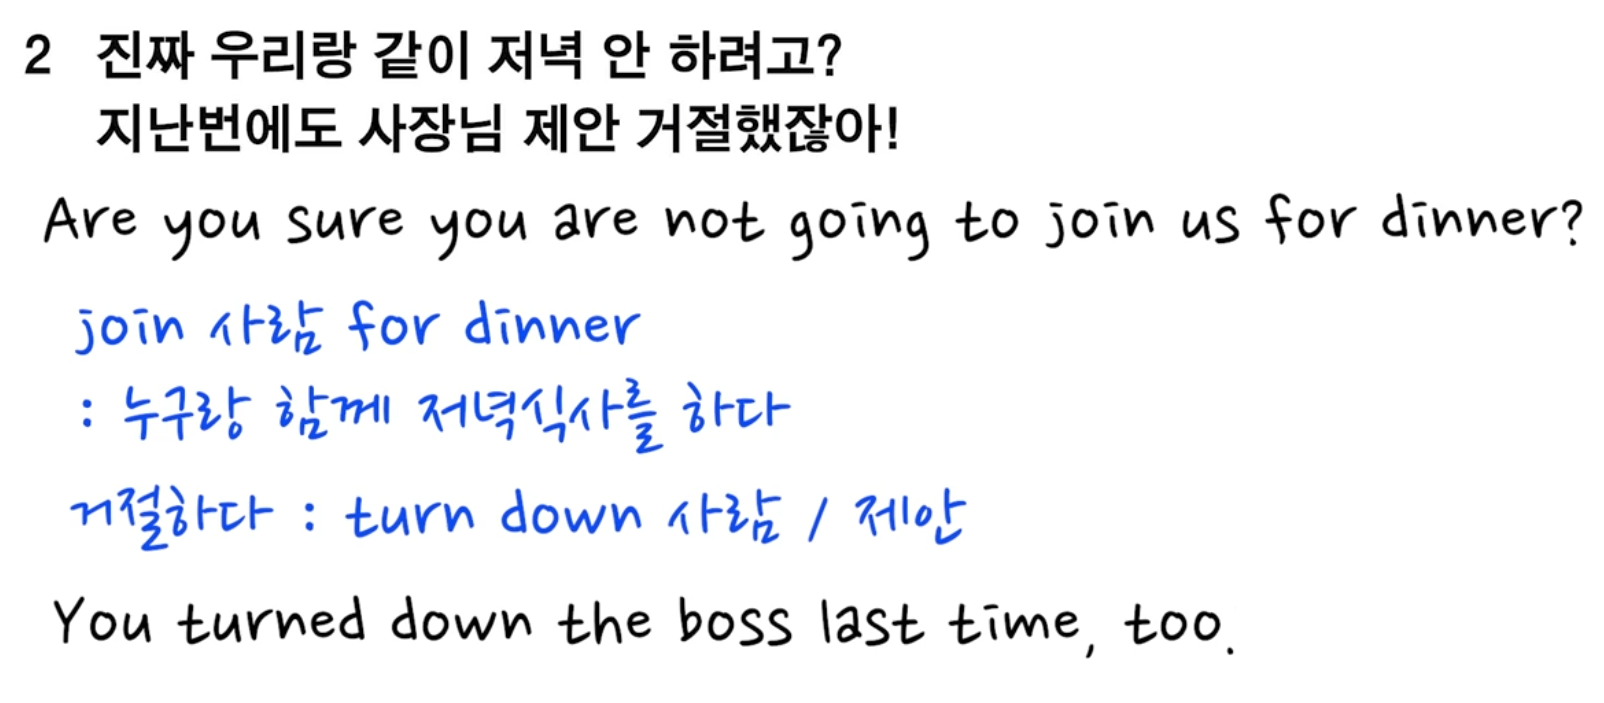 2 진짜 우리랑 같이 저녁 안 하려고?
지난번에도 사장님 제안 거절했잖아!
Are you sure you are not going to join us for dinner?
join 사람 for dinner
: 누구랑 함께 저녁식사를 하다
거절하다 : turn down 사람 / 제안
You turned down the boss last time, too.